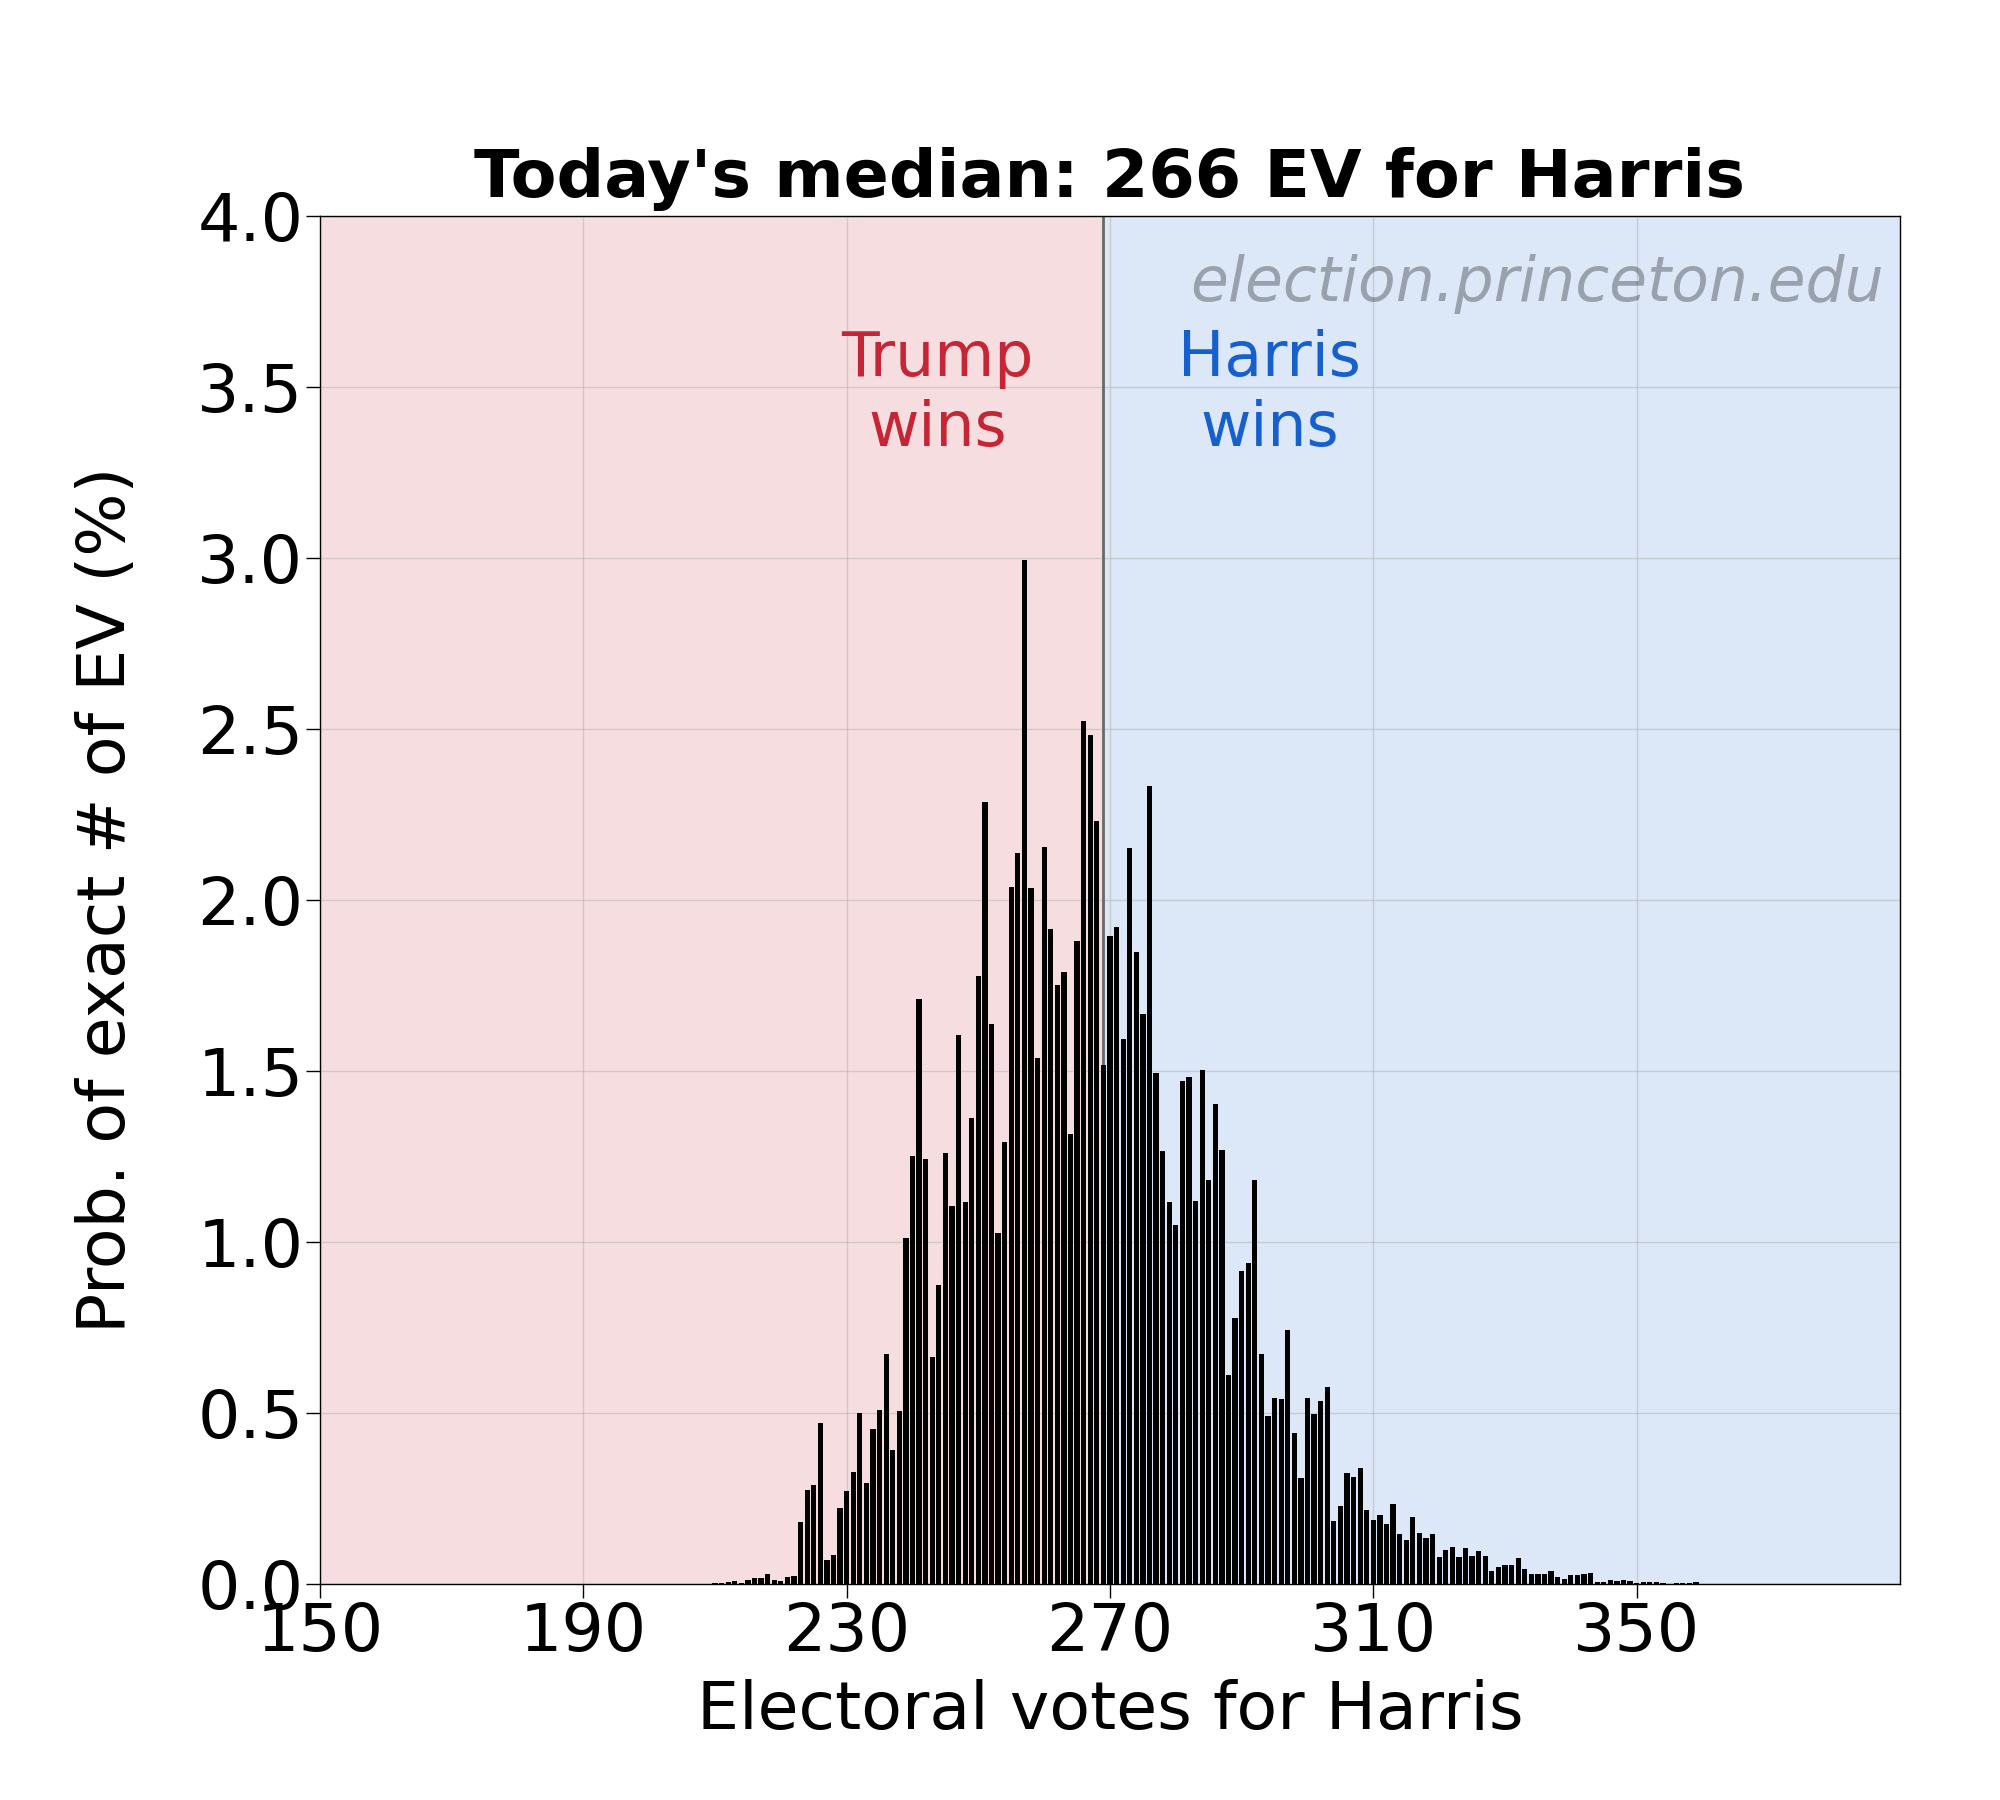 Today's median: 266 EV for Harris
election.princeton.edu
Trump
wins
Harris
wins
Prob. of exact # of EV (%)
4.0
3.5
3.0
2.5
2.0
1.5
1.0
0.5
0.0
150 190 230 270 310 350
Electoral votes for Harris